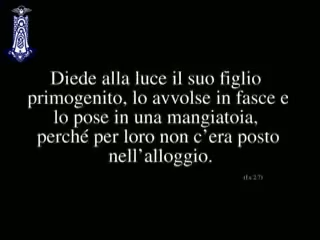 Diede alla luce il suo figlio
primogenito, lo avvolse in fasce e
lo pose in una mangiatoia,
perché per loro non c'era posto
nell'alloggio.
(Lc 2,7)